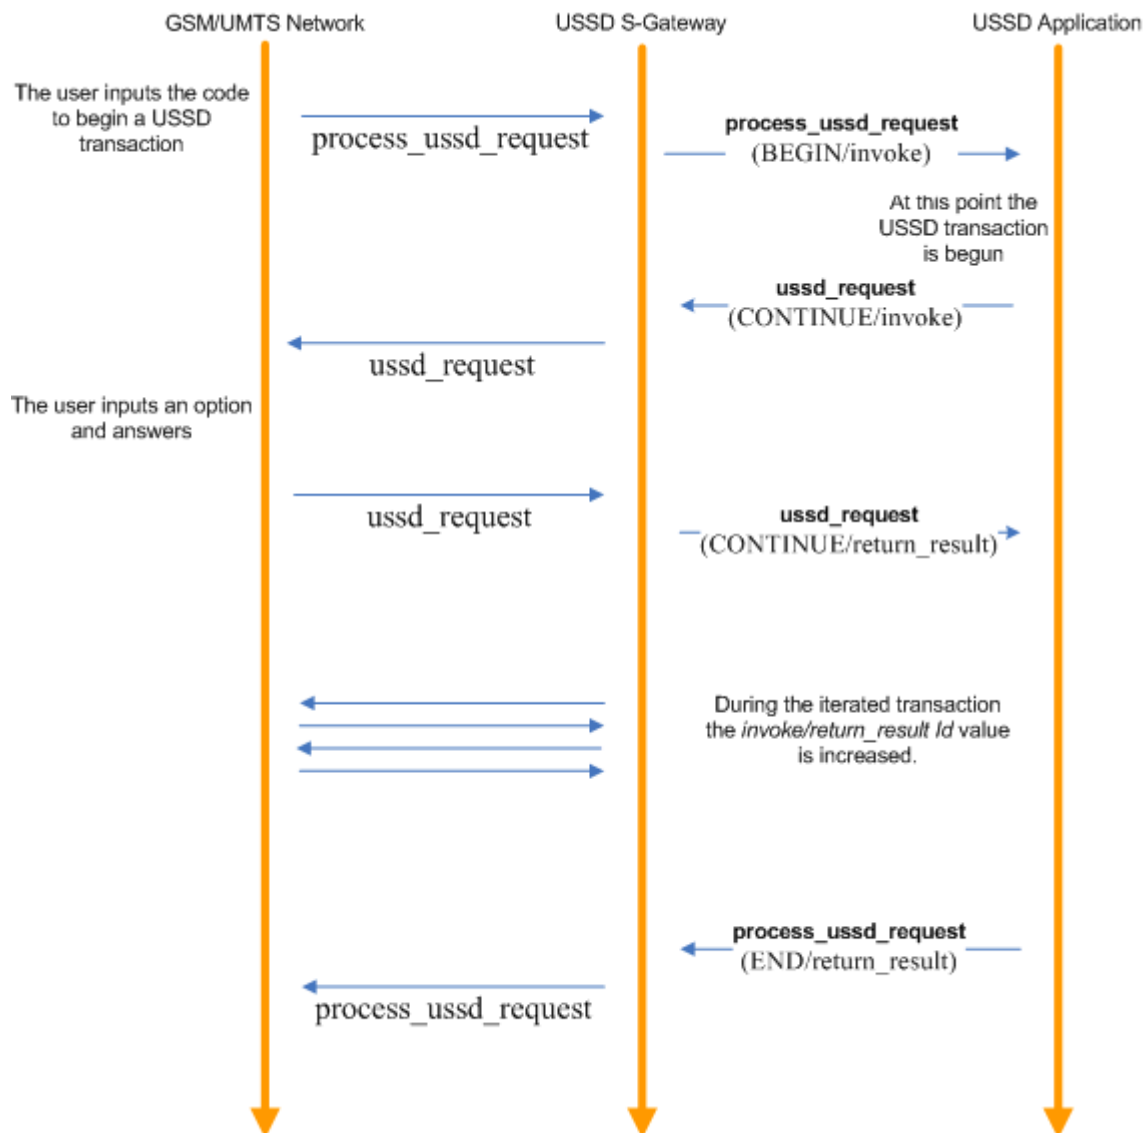 GSM/UMTS Network
USSD S-Gateway
USSD Application
The user inputs the code
to begin a USSD
transaction
process_ussd_request
process_ussd_request
(BEGIN/invoke)
At this point the
USSD transaction
is begun
ussd_request
(CONTINUE/invoke)
ussd_request
The user inputs an option
and answers
ussd_request
ussd_request
(CONTINUE/return_result)
During the iterated transaction
the invoke/return_result Id value
is increased.
process_ussd_request
(END/return_result)
process_ussd_request